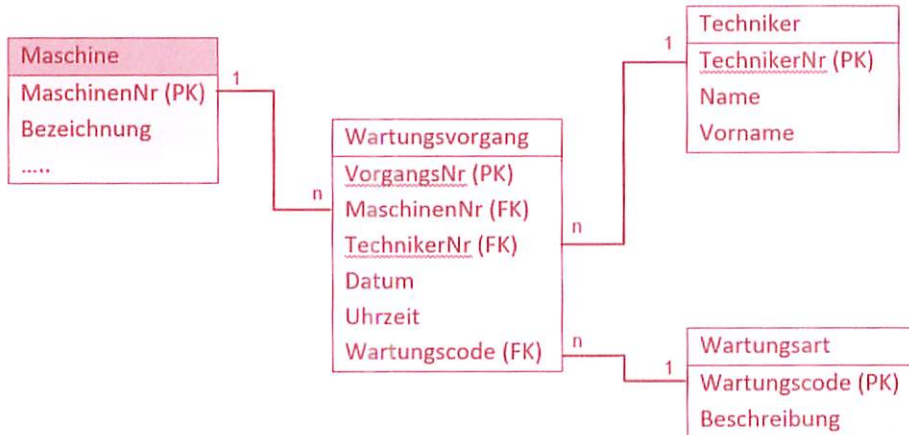 Maschine
MaschinenNr (PK)
Bezeichnung
.....
1
n
Wartungsvorgang
VorgangsNr (PK)
MaschinenNr (FK)
TechnikerNr (FK)
Datum
Uhrzeit
Wartungscode (FK)
n
1
Techniker
TechnikerNr (PK)
Name
Vorname
n
1
Wartungsart
Wartungscode (PK)
Beschreibung